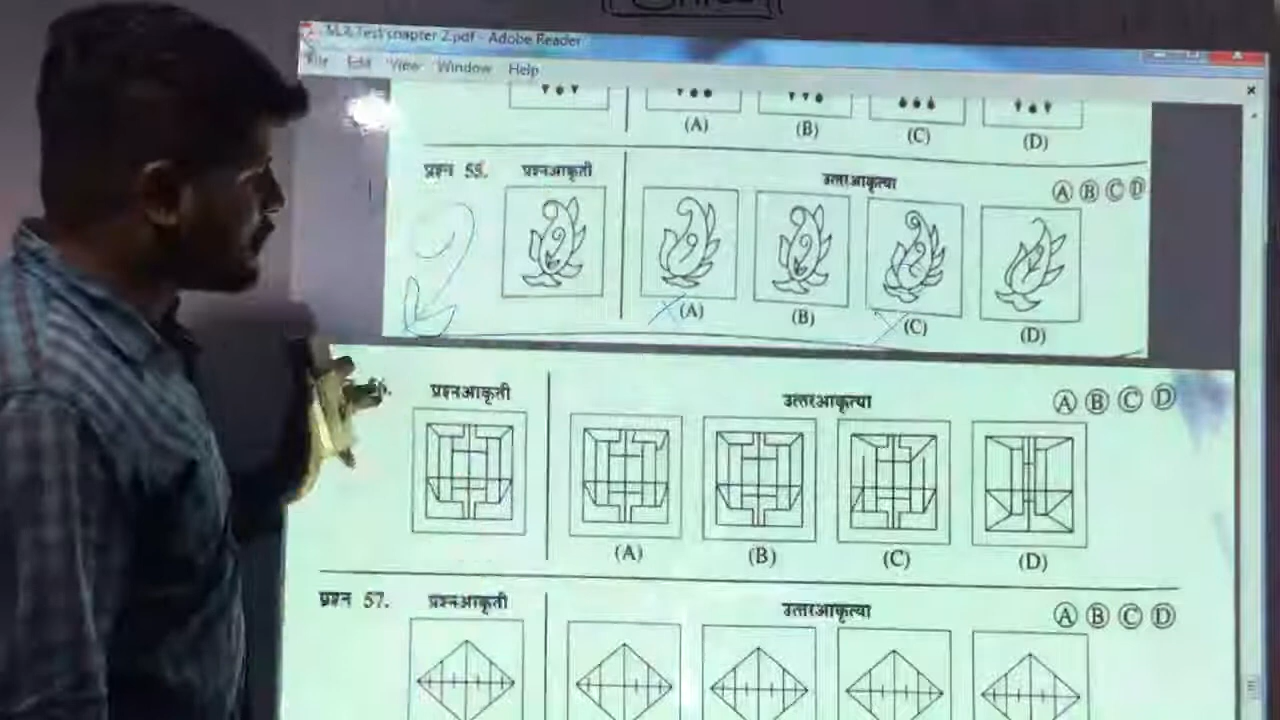 M.A.Test chapter 2.pdf - Adobe Reader
File Edit View Window Help
(A) (B) (C) (D)
प्रश्न 55. प्रश्नआकृती उत्तरआकृत्या Ⓐ Ⓑ Ⓒ Ⓓ
(A) (B) (C) (D)
प्रश्नआकृती उत्तरआकृत्या Ⓐ Ⓑ Ⓒ Ⓓ
(A) (B) (C) (D)
प्रश्न 57. प्रश्नआकृती उत्तरआकृत्या Ⓐ Ⓑ Ⓒ Ⓓ